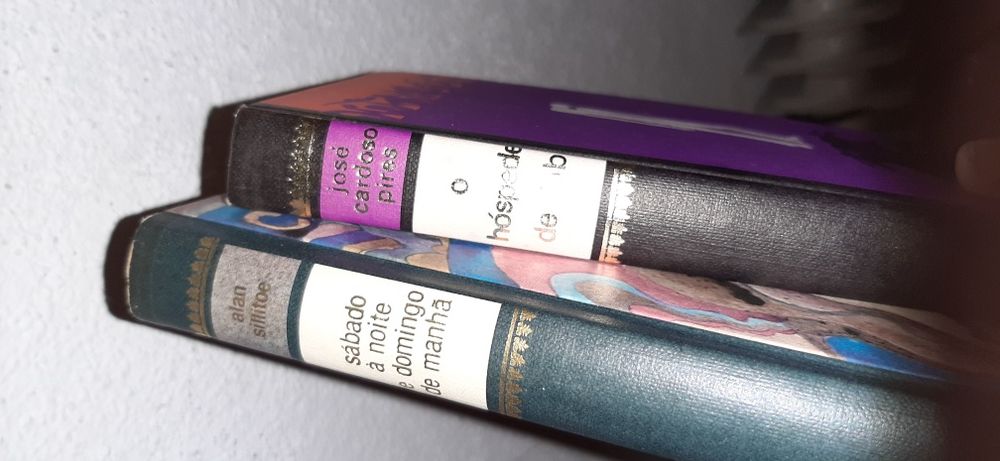 josé
cardoso
pires
o
hóspede
de
alan
sillitoe
sábado
à noite
e domingo
de manhã